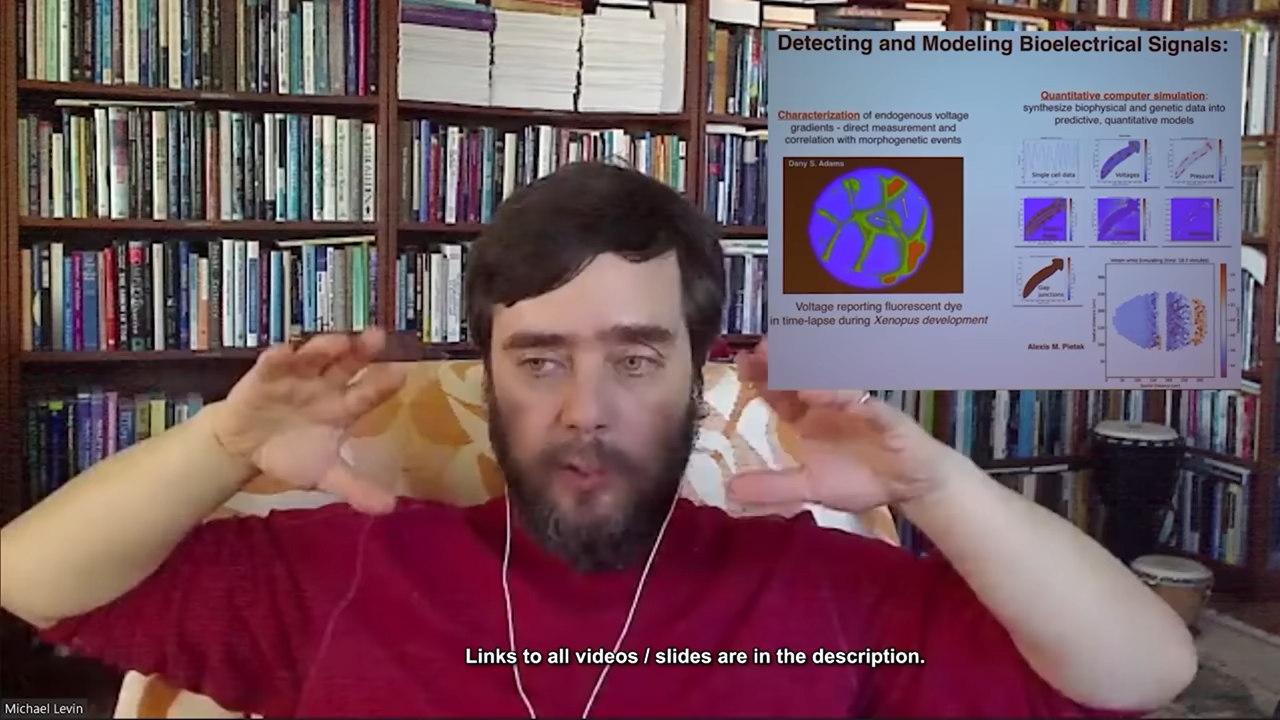 Detecting and Modeling Bioelectrical Signals:
Characterization of endogenous voltage
gradients - direct measurement and
correlation with morphogenetic events
Dany S. Adams
Voltage reporting fluorescent dye
in time-lapse during Xenopus development
Quantitative computer simulation:
synthesize biophysical and genetic data into
predictive, quantitative models
Single cell data
Voltages
Pressure
Gap
junctions
Alexis M. Pietak
Links to all videos / slides are in the description.
Michael Levin